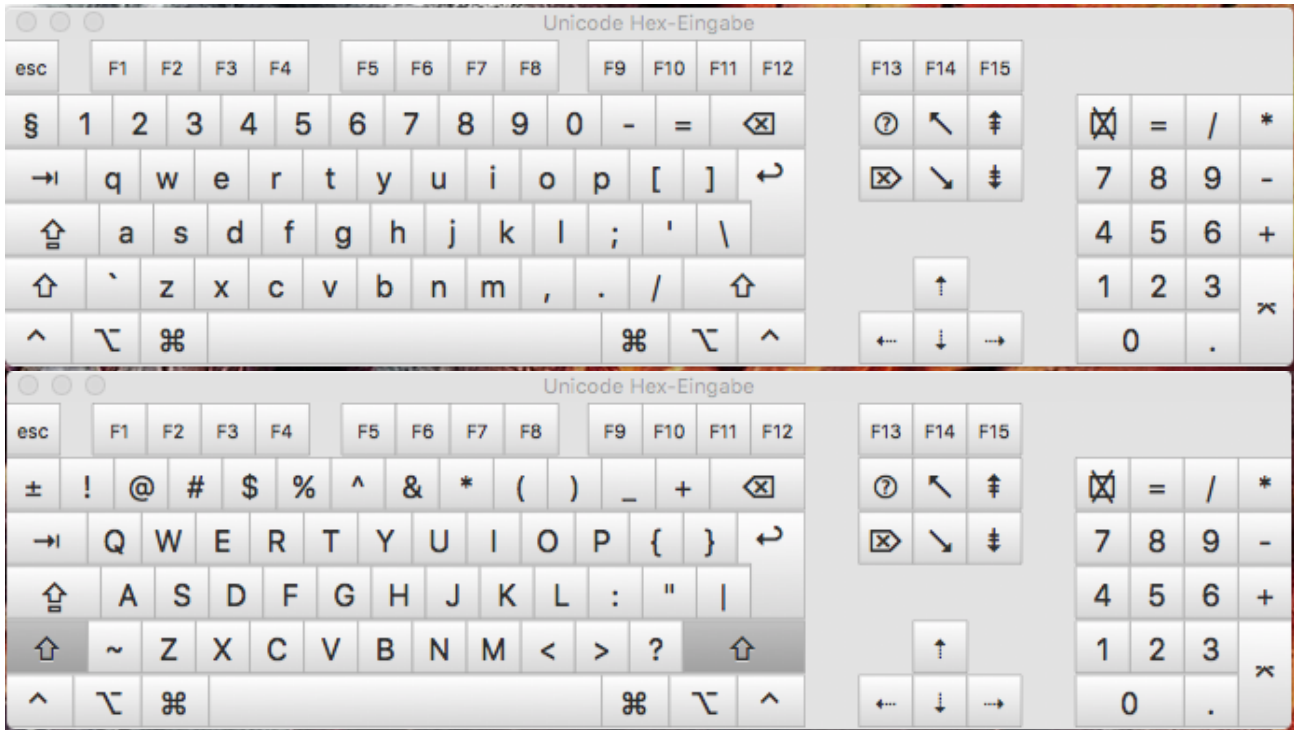 Unicode Hex-Eingabe
esc F1 F2 F3 F4 F5 F6 F7 F8 F9 F10 F11 F12 F13 F14 F15
§ 1 2 3 4 5 6 7 8 9 0 - = ⌫ ? ↖ ⇞ = / *
⇥ q w e r t y u i o p [ ] ↩ ⌦ ↘ ⇟ 7 8 9 -
⇪ a s d f g h j k l ; ' \ 4 5 6 +
⇧ ` z x c v b n m , . / ⇧ ⇡ 1 2 3 ⌤
^ ⌥ ⌘ ⌘ ⌥ ^ ⇠ ⇣ ⇢ 0 .
Unicode Hex-Eingabe
esc F1 F2 F3 F4 F5 F6 F7 F8 F9 F10 F11 F12 F13 F14 F15
± ! @ # $ % ^ & * ( ) _ + ⌫ ? ↖ ⇞ = / *
⇥ Q W E R T Y U I O P { } ↩ ⌦ ↘ ⇟ 7 8 9 -
⇪ A S D F G H J K L : " | 4 5 6 +
⇧ ~ Z X C V B N M < > ? ⇧ ⇡ 1 2 3 ⌤
^ ⌥ ⌘ ⌘ ⌥ ^ ⇠ ⇣ ⇢ 0 .